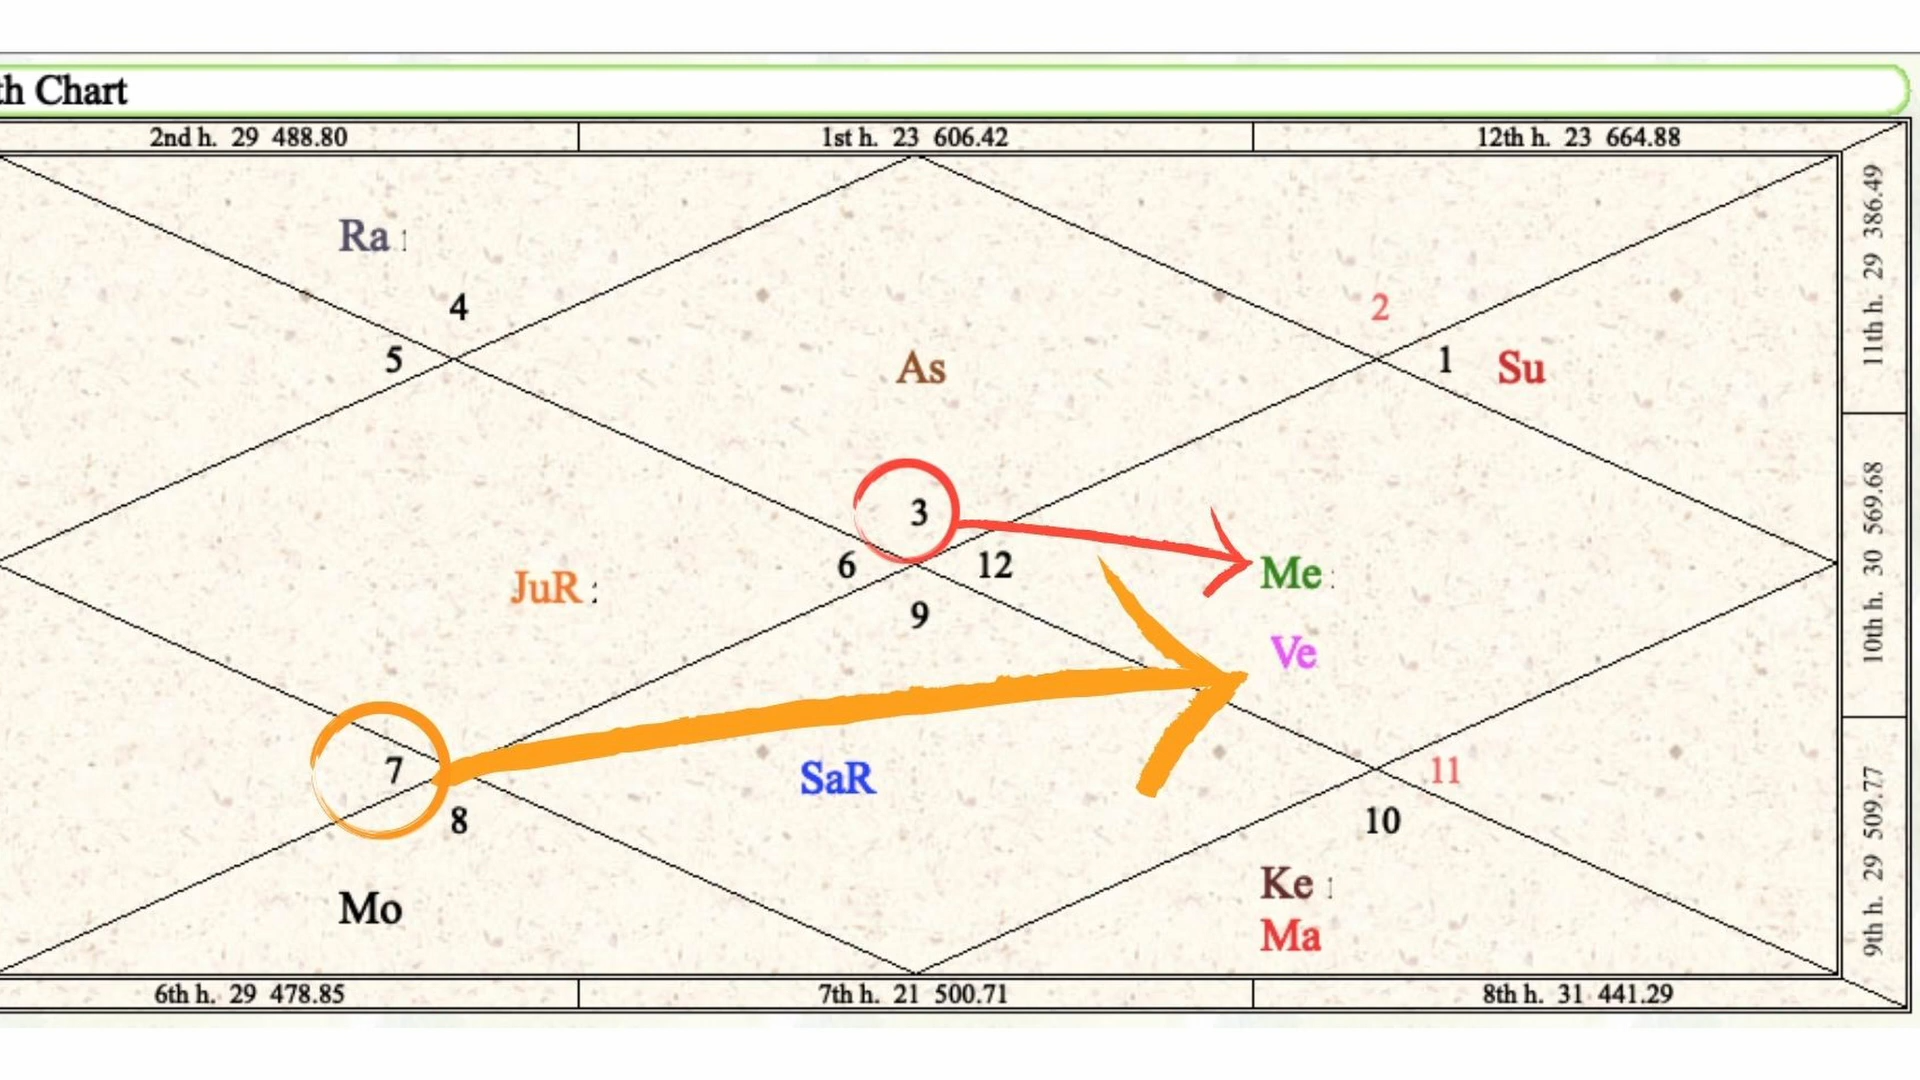 th Chart
2nd h. 29 488.80
1st h. 23 606.42
12th h. 23 664.88
11th h. 29 386.49
Ra
4
5
As
2
1 Su
3
6
12
9
JuR
Me
Ve
10th h. 30 569.68
7
8
SaR
11
10
Mo
Ke
Ma
9th h. 29 509.77
6th h. 29 478.85
7th h. 21 500.71
8th h. 31 441.29